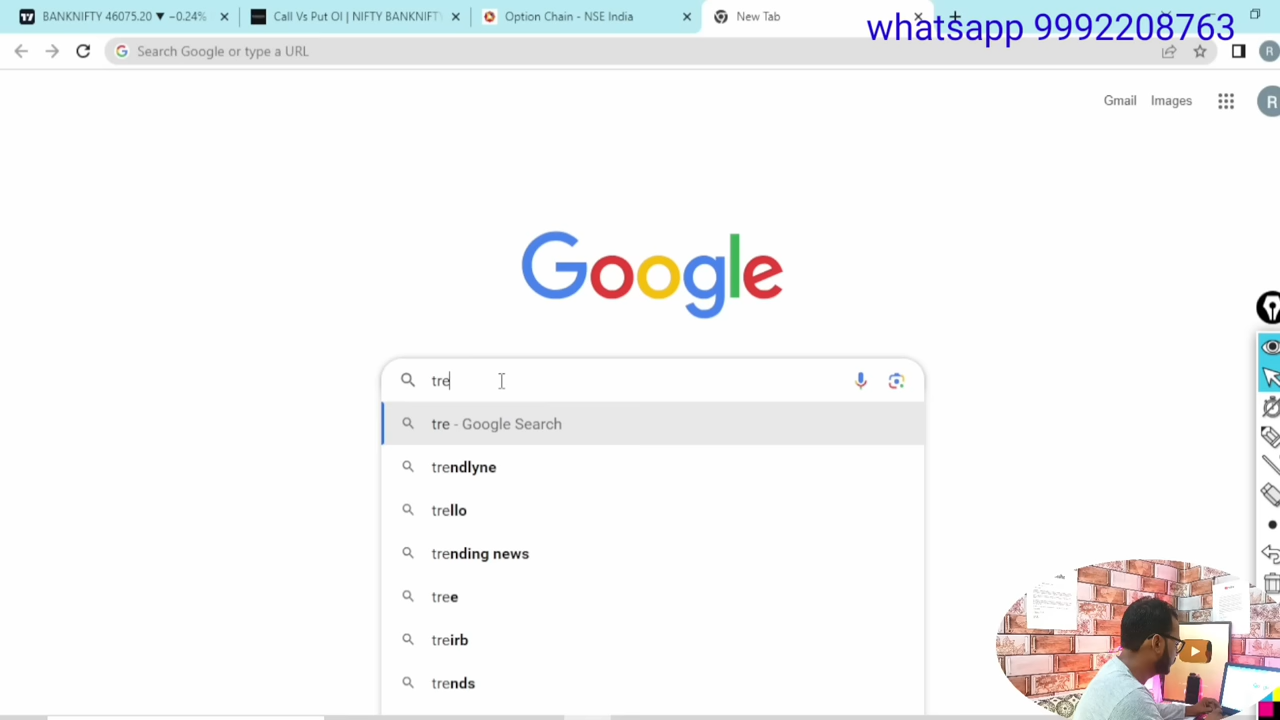 BANKNIFTY 46075.20 ▼ −0.24%
Call Vs Put OI | NIFTY BANKNIFT
Option Chain - NSE India
New Tab
whatsapp 9992208763
Search Google or type a URL
R
Gmail
Images
R
Google
tre
tre - Google Search
trendlyne
trello
trending news
tree
treirb
trends